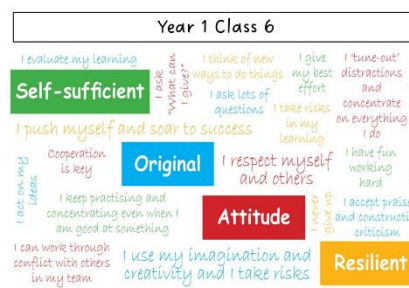 Year 1 Class 6
I evaluate my learning
Self-sufficient
I ask
"What can
I give?"
I think of new
ways to do things
I ask lots of
questions
I give
my best
effort
I take risks
in my
learning
I 'tune-out'
distractions
and
concentrate
on everything
I do
I push myself and soar to success
I act on my
ideas
Cooperation
is key
Original
I respect myself
and others
I have fun
working
hard
I keep practising and
concentrating even when I
am good at something
Attitude
I never
give up
I accept praise
and constructi
criticism
I can work through
conflict with others
in my team
I use my imagination and
creativity and I take risks
Resilient